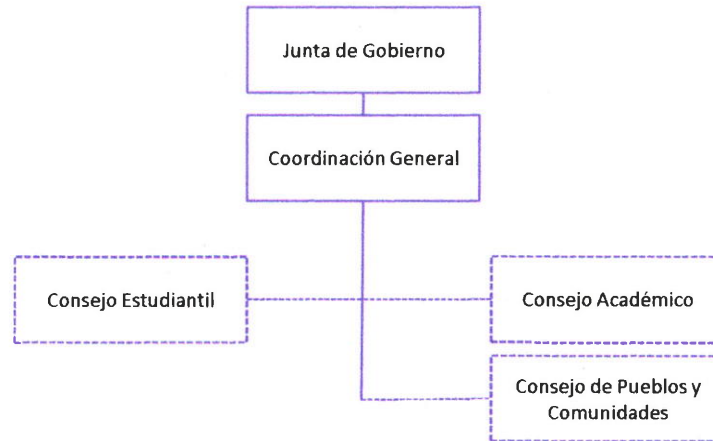 Junta de Gobierno
Coordinación General
Consejo Estudiantil
Consejo Académico
Consejo de Pueblos y
Comunidades